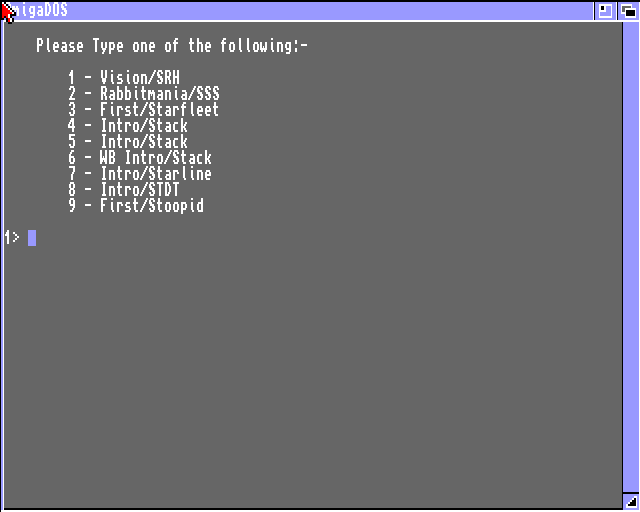 migaDOS
Please Type one of the following:-
1 - Vision/SRH
2 - Rabbitmania/SSS
3 - First/Starfleet
4 - Intro/Stack
5 - Intro/Stack
6 - WB Intro/Stack
7 - Intro/Starline
8 - Intro/STDT
9 - First/Stoopid
1>